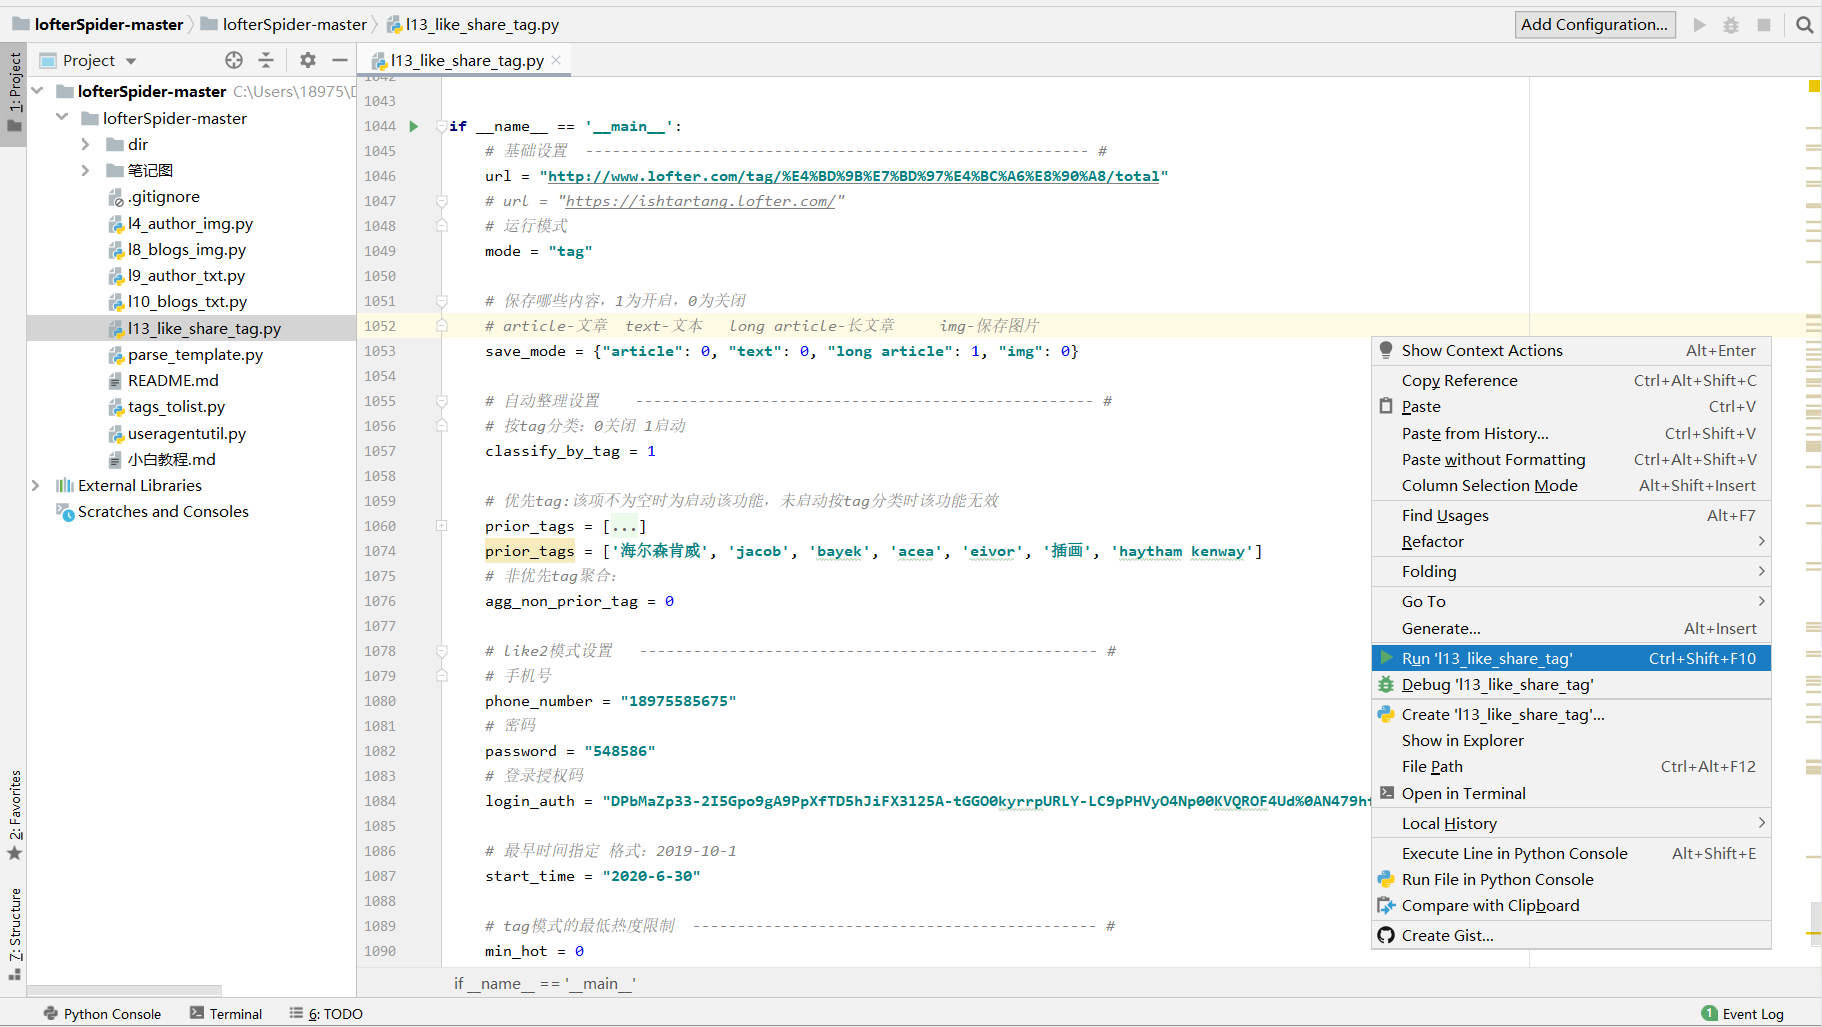 lofterSpider-master lofterSpider-master l13_like_share_tag.py Add Configuration...
Project l13_like_share_tag.py
1: Project
lofterSpider-master C:\Users\18975\D
lofterSpider-master
dir
笔记图
.gitignore
l4_author_img.py
l8_blogs_img.py
l9_author_txt.py
l10_blogs_txt.py
l13_like_share_tag.py
parse_template.py
README.md
tags_tolist.py
useragentutil.py
小白教程.md
External Libraries
Scratches and Consoles
2: Favorites
7: Structure
1042
1043
1044 if __name__ == '__main__':
1045 # 基础设置 -------------------------------------------------------- #
1046 url = "http://www.lofter.com/tag/%E4%BD%9B%E7%BD%97%E4%BC%A6%E8%90%A8/total"
1047 # url = "https://ishtartang.lofter.com/"
1048 # 运行模式
1049 mode = "tag"
1050
1051 # 保存哪些内容，1为开启，0为关闭
1052 # article-文章 text-文本 long article-长文章 img-保存图片
1053 save_mode = {"article": 0, "text": 0, "long article": 1, "img": 0}
1054
1055 # 自动整理设置 --------------------------------------------------- #
1056 # 按tag分类：0关闭 1启动
1057 classify_by_tag = 1
1058
1059 # 优先tag:该项不为空时为启动该功能，未启动按tag分类时该功能无效
1060 prior_tags = [...]
1074 prior_tags = ['海尔森肯威', 'jacob', 'bayek', 'acea', 'eivor', '插画', 'haytham kenway']
1075 # 非优先tag聚合：
1076 agg_non_prior_tag = 0
1077
1078 # like2模式设置 --------------------------------------------------- #
1079 # 手机号
1080 phone_number = "18975585675"
1081 # 密码
1082 password = "548586"
1083 # 登录授权码
1084 login_auth = "DPbMaZp33-2I5Gpo9gA9PpXfTD5hJiFX3l25A-tGGO0kyrrpURLY-LC9pPHVyO4Np00KVQROF4Ud%0AN479h
1085
1086 # 最早时间指定 格式：2019-10-1
1087 start_time = "2020-6-30"
1088
1089 # tag模式的最低热度限制 --------------------------------------------- #
1090 min_hot = 0
if __name__ == '__main__'
Show Context Actions Alt+Enter
Copy Reference Ctrl+Alt+Shift+C
Paste Ctrl+V
Paste from History... Ctrl+Shift+V
Paste without Formatting Ctrl+Alt+Shift+V
Column Selection Mode Alt+Shift+Insert
Find Usages Alt+F7
Refactor
Folding
Go To
Generate... Alt+Insert
Run 'l13_like_share_tag' Ctrl+Shift+F10
Debug 'l13_like_share_tag'
Create 'l13_like_share_tag'...
Show in Explorer
File Path Ctrl+Alt+F12
Open in Terminal
Local History
Execute Line in Python Console Alt+Shift+E
Run File in Python Console
Compare with Clipboard
Create Gist...
Python Console Terminal 6: TODO 1 Event Log